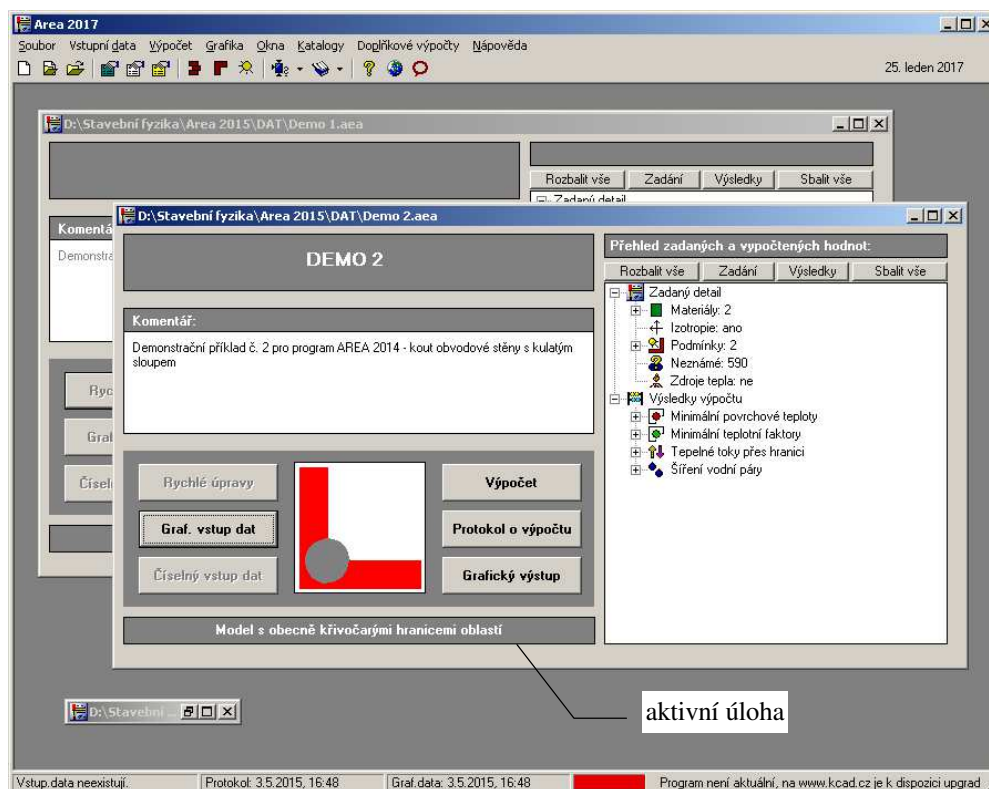 Area 2017
Soubor Vstupní data Výpočet Grafika Okna Katalogy Doplňkové výpočty Nápověda
25. leden 2017
D:\Stavební fyzika\Area 2015\DAT\Demo 1.aea
Rozbalit vše Zadání Výsledky Sbalit vše
Zadaný detail
D:\Stavební fyzika\Area 2015\DAT\Demo 2.aea
DEMO 2
Komentář:
Demonstrační příklad č. 2 pro program AREA 2014 - kout obvodové stěny s kulatým
sloupem
Rychlé úpravy
Graf. vstup dat
Číselný vstup dat
Výpočet
Protokol o výpočtu
Grafický výstup
Model s obecně křivočarými hranicemi oblastí
Přehled zadaných a vypočtených hodnot:
Rozbalit vše Zadání Výsledky Sbalit vše
Zadaný detail
Materiály: 2
Izotropie: ano
Podmínky: 2
Neznámé: 590
Zdroje tepla: ne
Výsledky výpočtu
Minimální povrchové teploty
Minimální teplotní faktory
Tepelné toky přes hranici
Šíření vodní páry
D:\Stavební ...
aktivní úloha
Vstup.data neexistují. Protokol: 3.5.2015, 16:48 Graf.data: 3.5.2015, 16:48 Program není aktuální, na www.kcad.cz je k dispozici upgrad